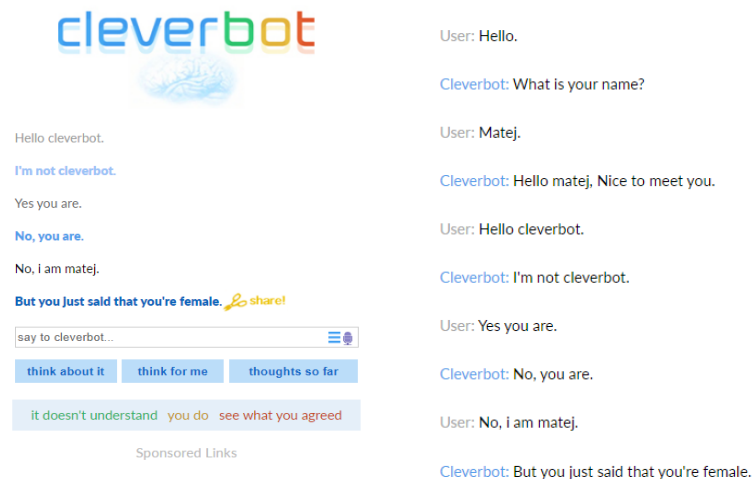 cleverbot
Hello cleverbot.
I'm not cleverbot.
Yes you are.
No, you are.
No, i am matej.
But you just said that you're female. share!
say to cleverbot...
think about it think for me thoughts so far
it doesn't understand you do see what you agreed
Sponsored Links
User: Hello.
Cleverbot: What is your name?
User: Matej.
Cleverbot: Hello matej, Nice to meet you.
User: Hello cleverbot.
Cleverbot: I'm not cleverbot.
User: Yes you are.
Cleverbot: No, you are.
User: No, i am matej.
Cleverbot: But you just said that you're female.